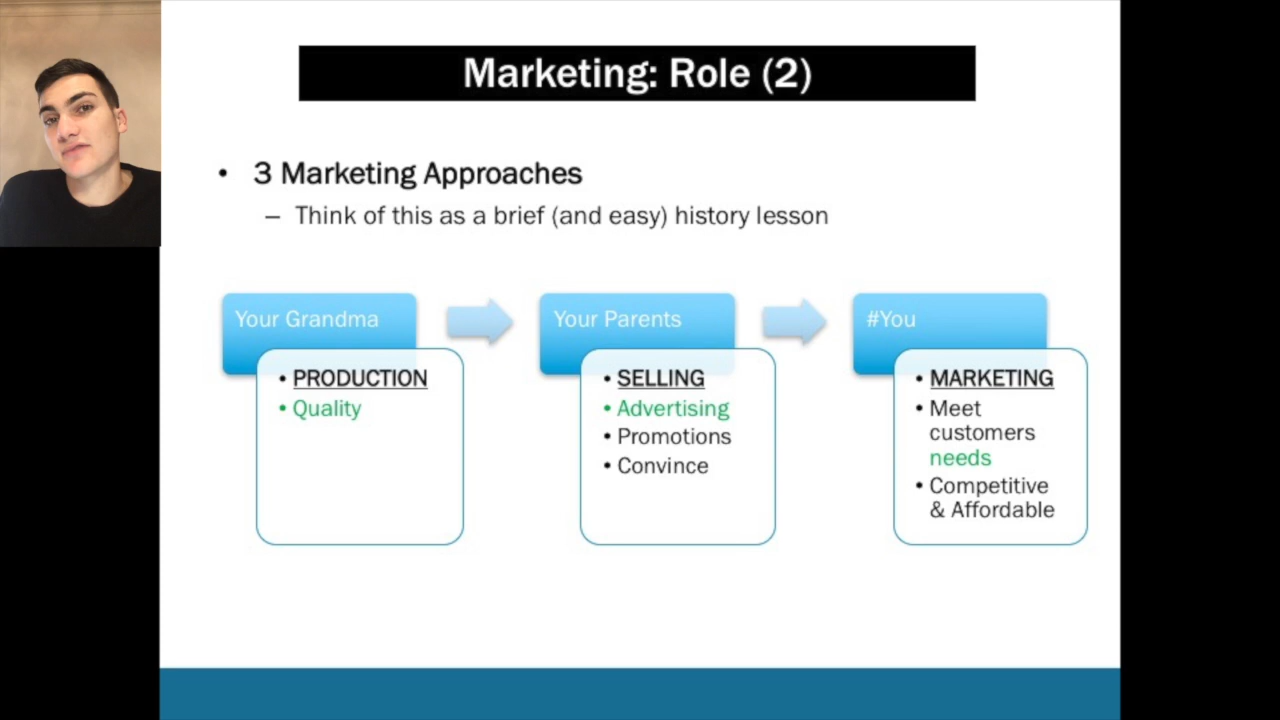 Marketing: Role (2)
• 3 Marketing Approaches
– Think of this as a brief (and easy) history lesson
Your Grandma
• PRODUCTION
• Quality
Your Parents
• SELLING
• Advertising
• Promotions
• Convince
#You
• MARKETING
• Meet
customers
needs
• Competitive
& Affordable